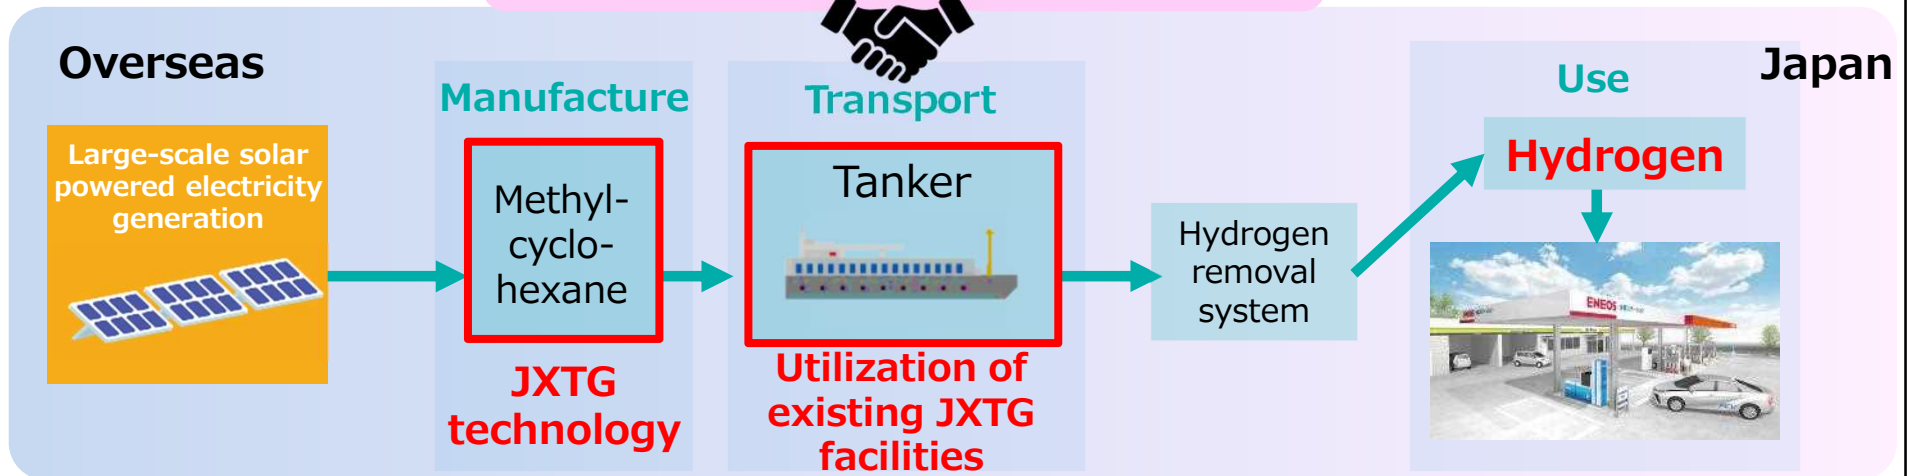 Overseas
Japan
Large-scale solar
powered electricity
generation
Manufacture
Methyl-
cyclo-
hexane
JXTG
technology
Transport
Tanker
Utilization of
existing JXTG
facilities
Hydrogen
removal
system
Use
Hydrogen
ENEOS